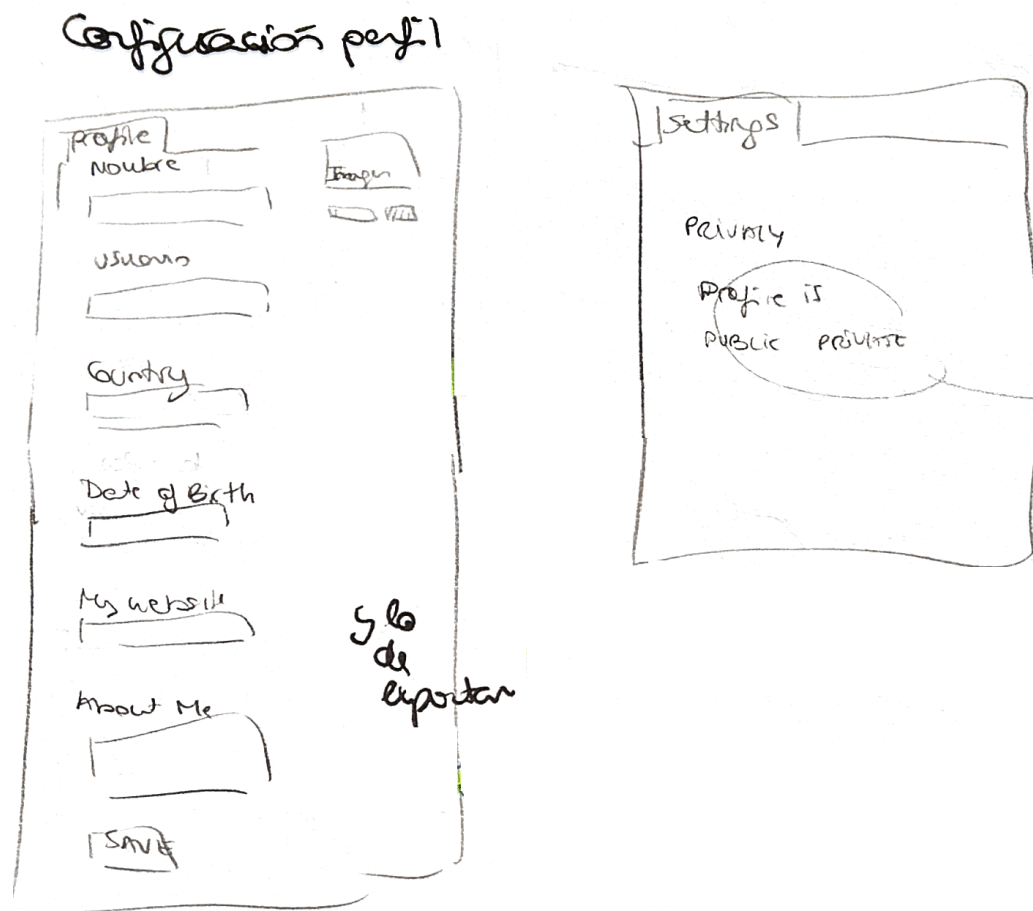 Configuración perfil
Profile
Nombre
Imagen
Usuario
Country
Date of Birth
My website
y lo
de
exportar
About Me
SAVE
Settings
PRIVACY
Profile is
PUBLIC PRIVATE